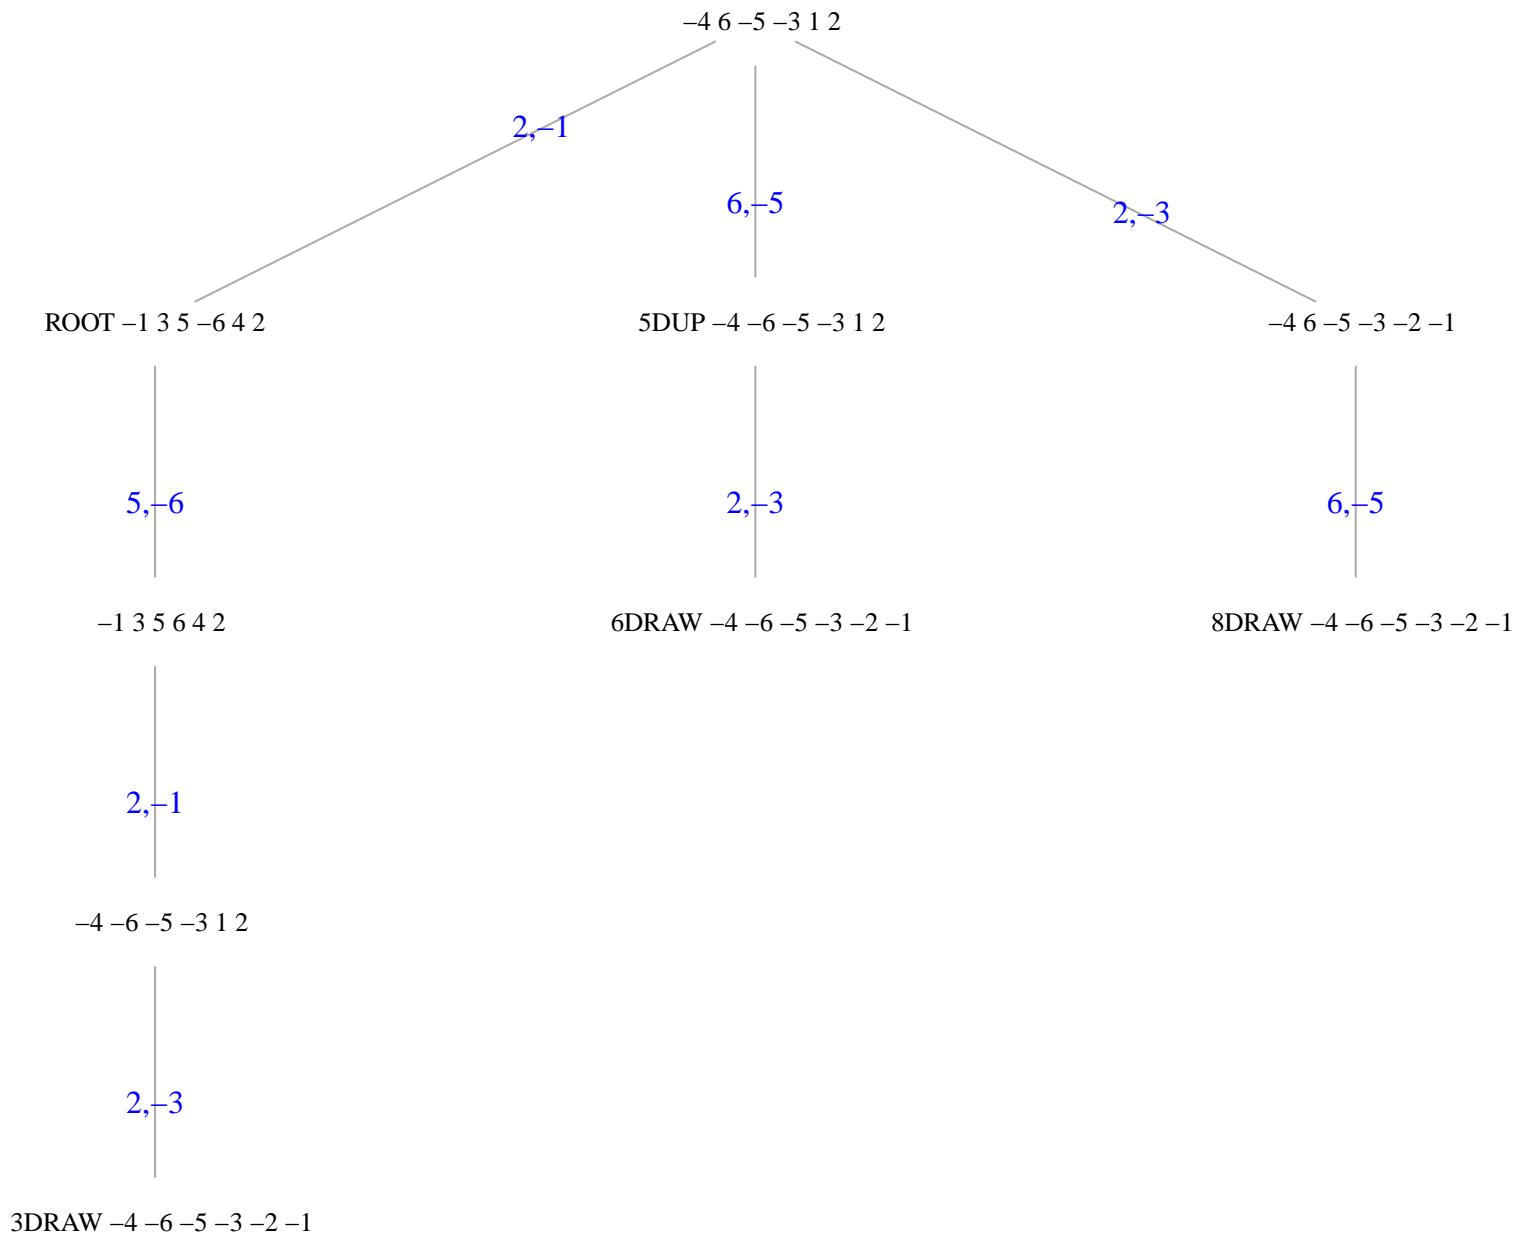 –4 6 –5 –3 1 2
2,–1
6,–5
2,–3
ROOT –1 3 5 –6 4 2
5DUP –4 –6 –5 –3 1 2
–4 6 –5 –3 –2 –1
5,–6
2,–3
6,–5
–1 3 5 6 4 2
6DRAW –4 –6 –5 –3 –2 –1
8DRAW –4 –6 –5 –3 –2 –1
2,–1
–4 –6 –5 –3 1 2
2,–3
3DRAW –4 –6 –5 –3 –2 –1